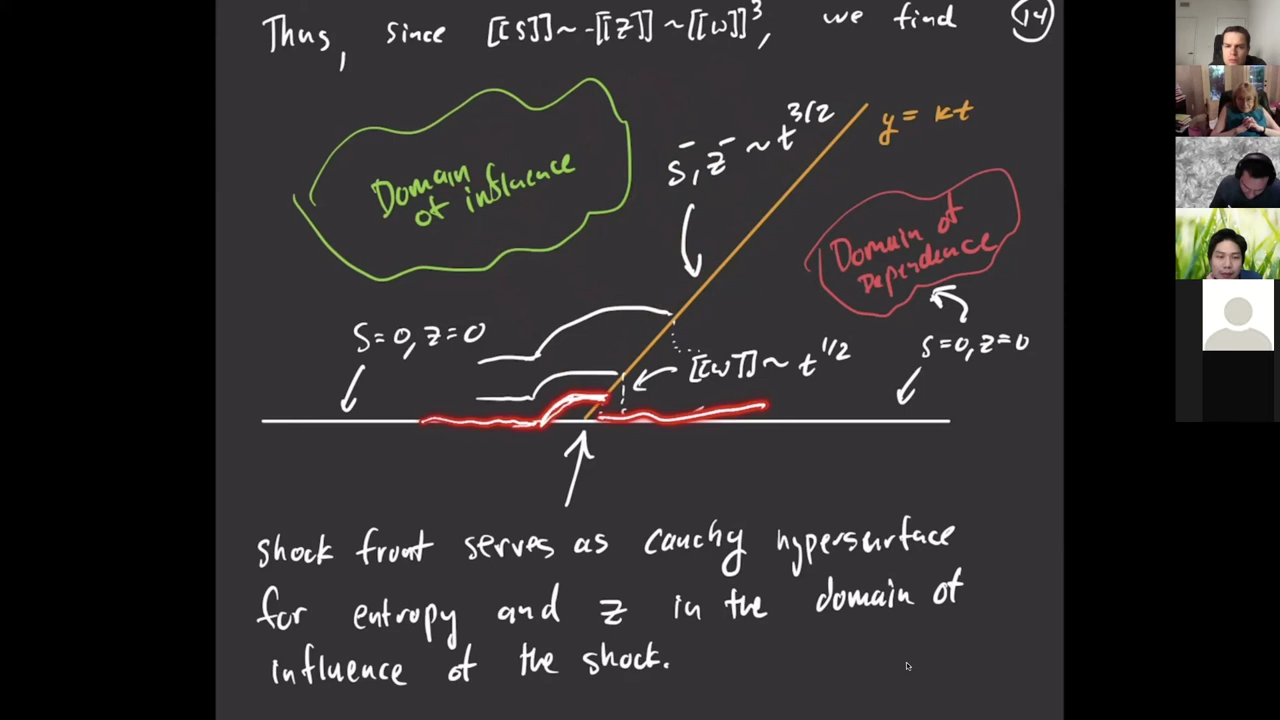 Thus, since [[s]]~-[[z]] ~[[w]]³, we find 14
s⁻, z⁻ ~ t^3/2
y = κt
Domain of influence
Domain of Dependence
s=0, z=0
s=0, z=0
[[w]] ~ t^1/2
shock front serves as cauchy hypersurface
for entropy and z in the domain of
influence of the shock.